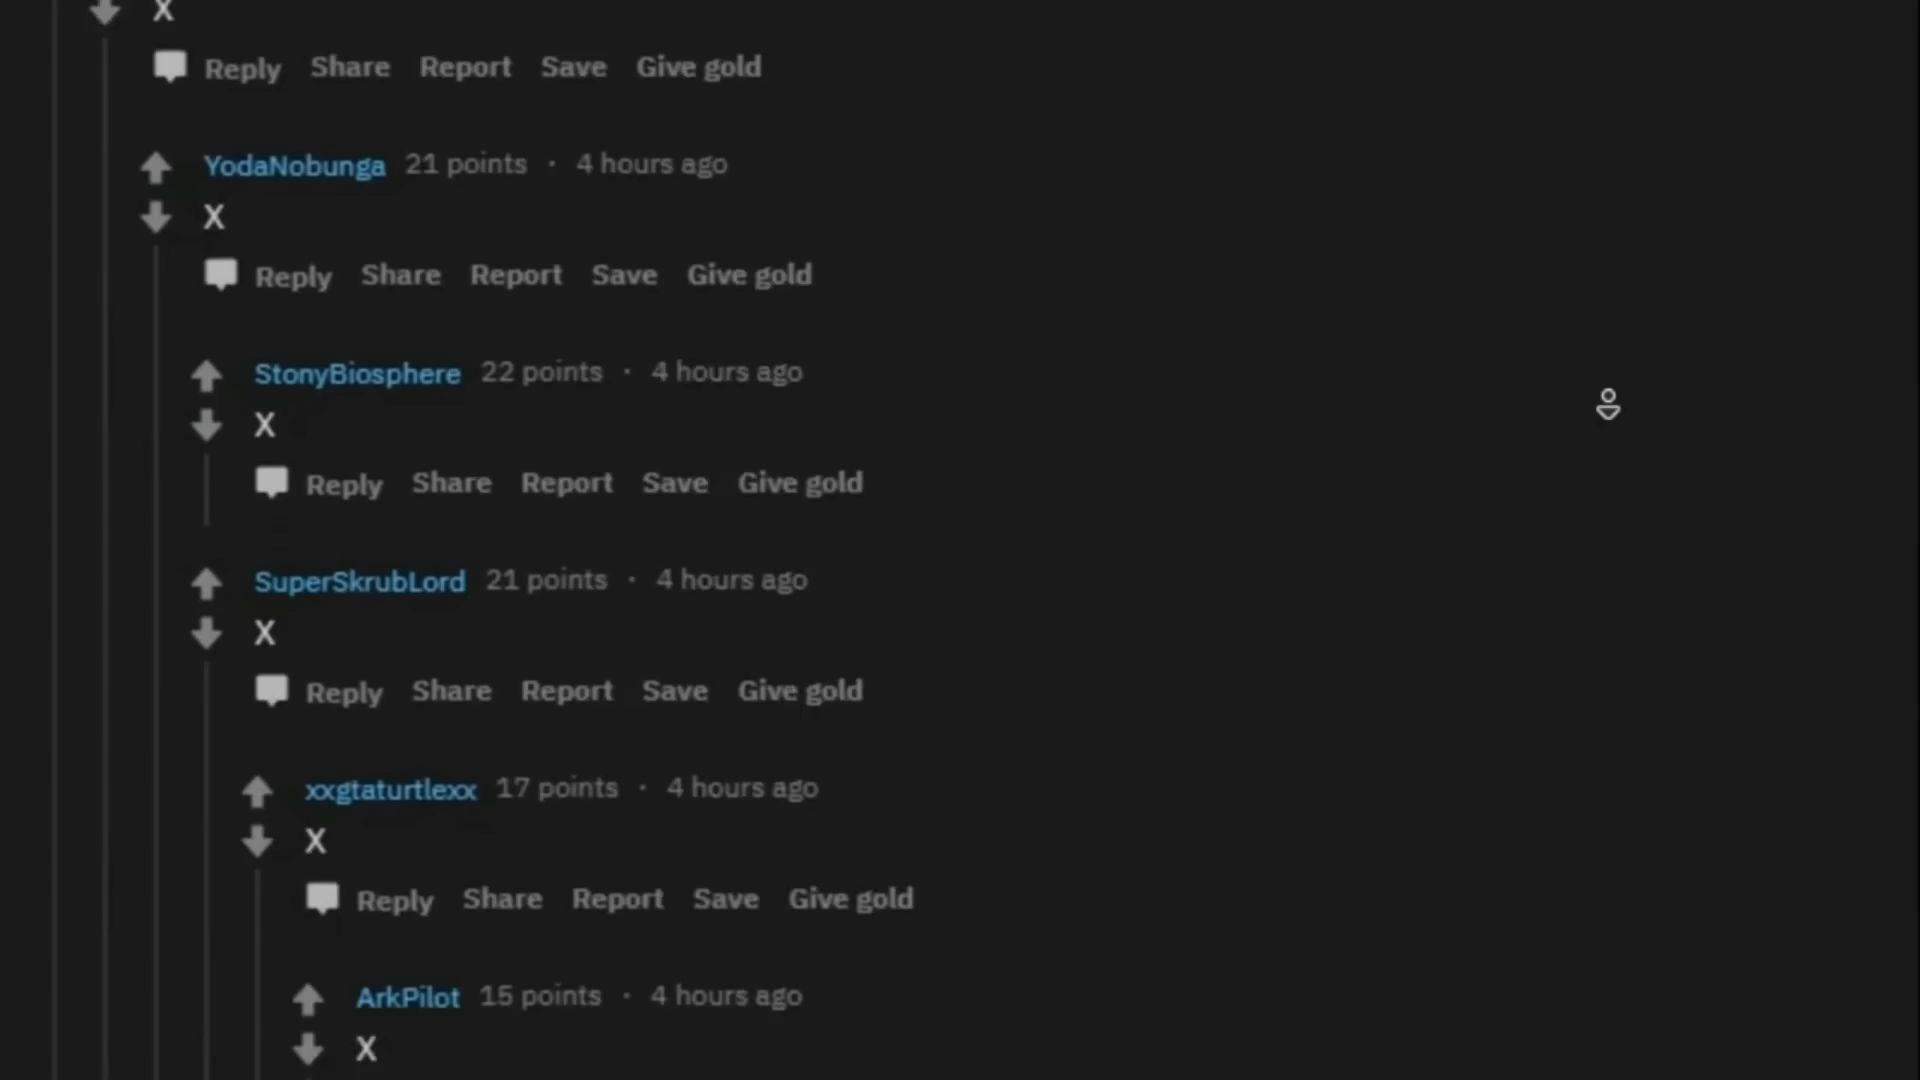 X
Reply Share Report Save Give gold
YodaNobunga 21 points · 4 hours ago
X
Reply Share Report Save Give gold
StonyBiosphere 22 points · 4 hours ago
X
Reply Share Report Save Give gold
SuperSkrubLord 21 points · 4 hours ago
X
Reply Share Report Save Give gold
xxgtaturtlexx 17 points · 4 hours ago
X
Reply Share Report Save Give gold
ArkPilot 15 points · 4 hours ago
X